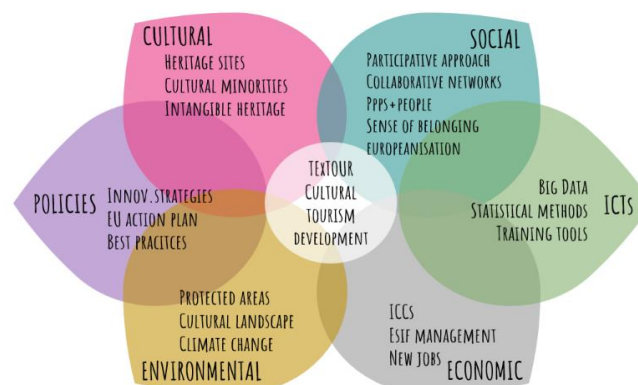 CULTURAL
HERITAGE SITES
CULTURAL MINORITIES
INTANGIBLE HERITAGE
SOCIAL
PARTICIPATIVE APPROACH
COLLABORATIVE NETWORKS
PPPS+PEOPLE
SENSE OF BELONGING
EUROPEANISATION
POLICIES
INNOV.STRATEGIES
EU ACTION PLAN
BEST PRACITCES
TExTOUR
CULTURAL
TOURISM
DEVELOPMENT
BIG DATA
STATISTICAL METHODS
TRAINING TOOLS
ICTs
PROTECTED AREAS
CULTURAL LANDSCAPE
CLIMATE CHANGE
ENVIRONMENTAL
ICCS
ESIF MANAGEMENT
NEW JOBS
ECONOMIC